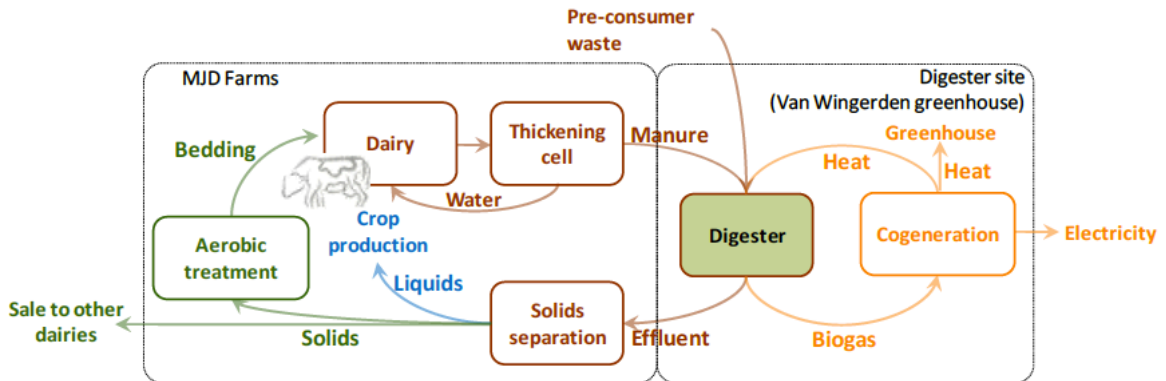 Pre-consumer
waste
MJD Farms
Digester site
(Van Wingerden greenhouse)
Bedding
Dairy
Thickening
cell
Manure
Greenhouse
Heat
Heat
Water
Crop
production
Aerobic
treatment
Digester
Cogeneration
Electricity
Liquids
Sale to other
dairies
Solids
Solids
separation
Effluent
Biogas